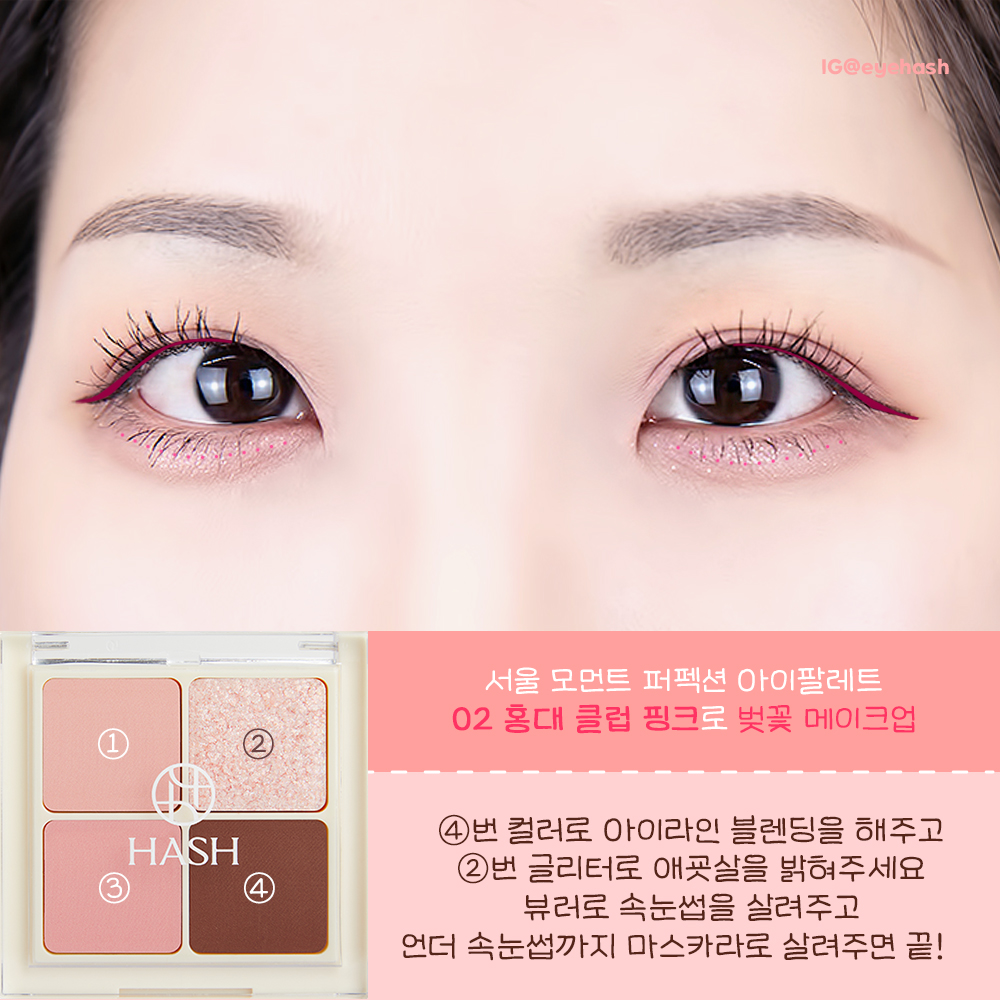 IG@eyehash
서울 모먼트 퍼펙션 아이팔레트
02 홍대 클럽 핑크로 벚꽃 메이크업
① ②
HASH
③ ④
④번 컬러로 아이라인 블렌딩을 해주고
②번 글리터로 애굣살을 밝혀주세요
뷰러로 속눈썹을 살려주고
언더 속눈썹까지 마스카라로 살려주면 끝!